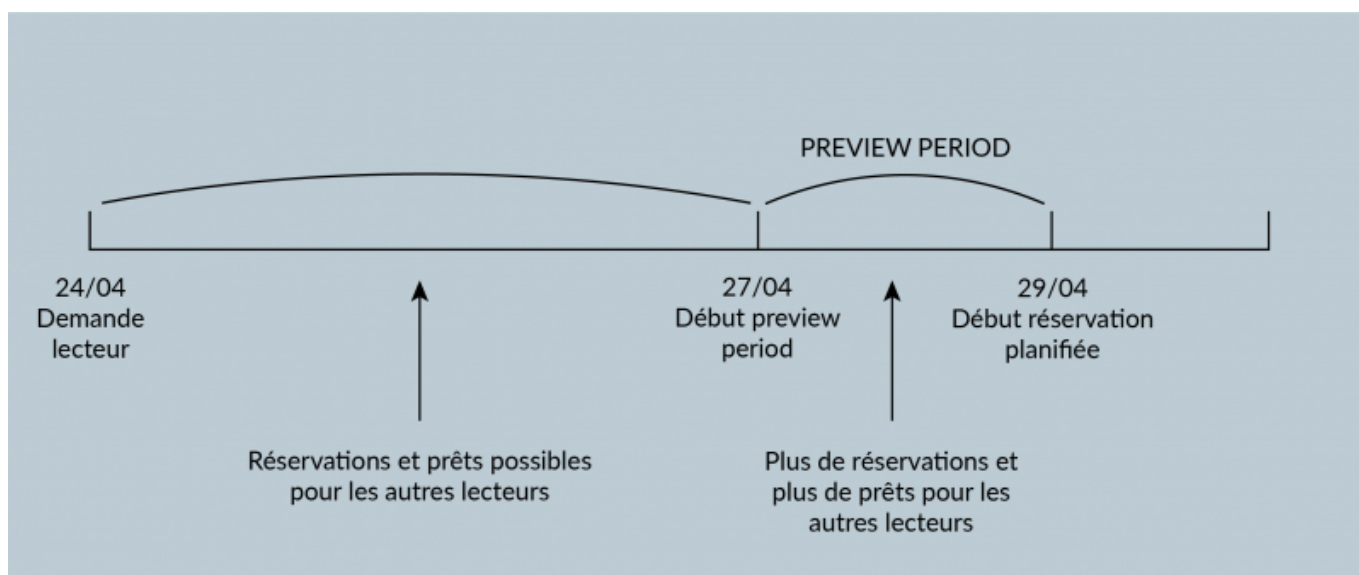 PREVIEW PERIOD
24/04
Demande
lecteur
27/04
Début preview
period
29/04
Début réservation
planifiée
Réservations et prêts possibles
pour les autres lecteurs
Plus de réservations et
plus de prêts pour les
autres lecteurs